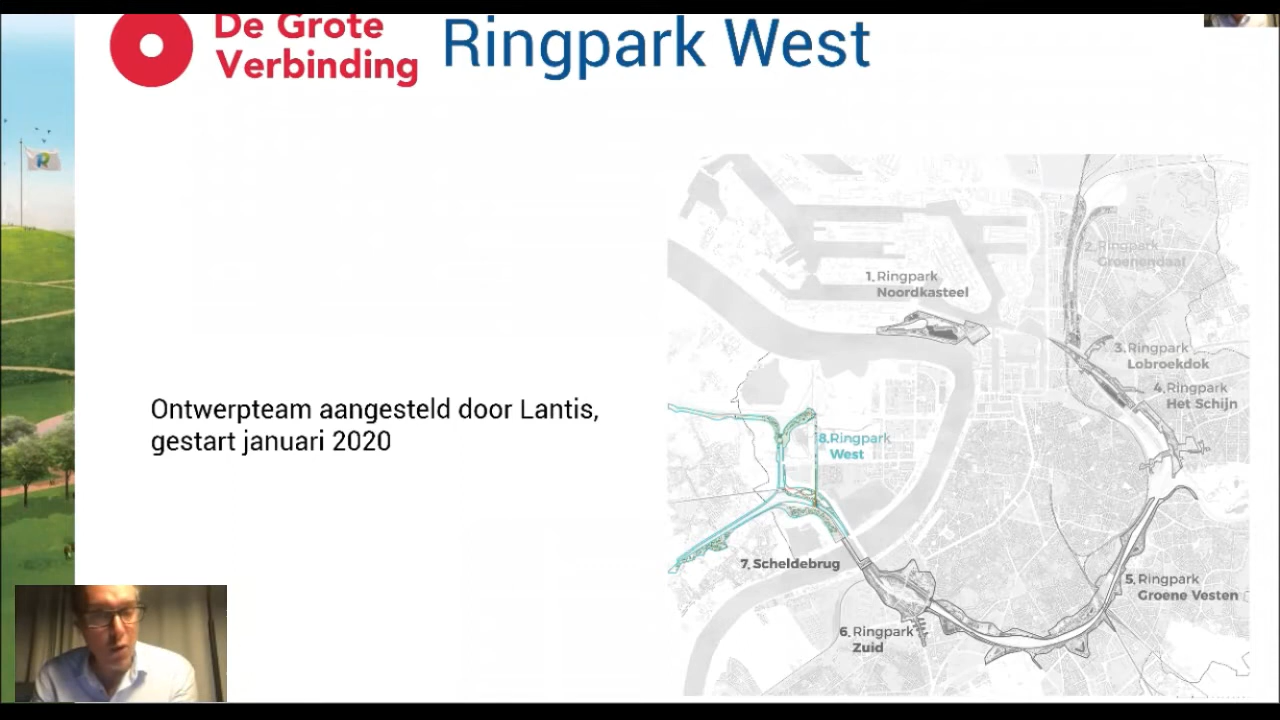 De Grote
Verbinding
Ringpark West
R
1. Ringpark
Noordkasteel
2. Ringpark
Groenendaal
3. Ringpark
Lobroekdok
4. Ringpark
Het Schijn
Ontwerpteam aangesteld door Lantis,
gestart januari 2020
8. Ringpark
West
7. Scheldebrug
5. Ringpark
Groene Vesten
6. Ringpark
Zuid